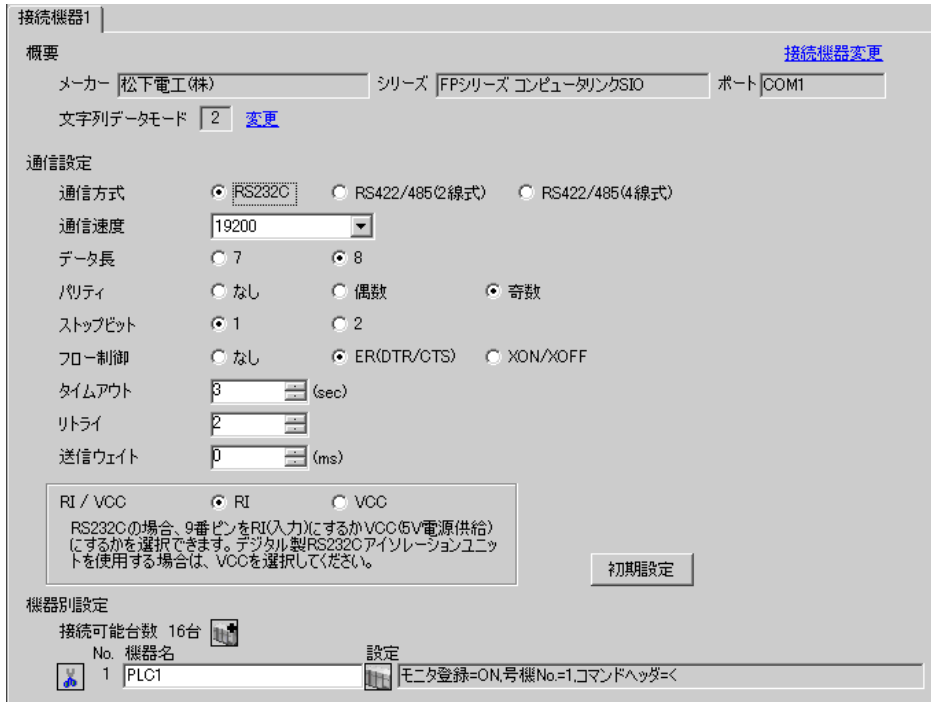 接続機器1
概要 接続機器変更
メーカー 松下電工(株) シリーズ FPシリーズ コンピュータリンクSIO ポート COM1
文字列データモード 2 変更
通信設定
通信方式 RS232C RS422/485(2線式) RS422/485(4線式)
通信速度 19200
データ長 7 8
パリティ なし 偶数 奇数
ストップビット 1 2
フロー制御 なし ER(DTR/CTS) XON/XOFF
タイムアウト 3 (sec)
リトライ 2
送信ウェイト 0 (ms)
RI / VCC RI VCC
RS232Cの場合、9番ピンをRI(入力)にするかVCC(5V電源供給)
にするかを選択できます。デジタル製RS232Cアイソレーションユニッ
トを使用する場合は、VCCを選択してください。
初期設定
機器別設定
接続可能台数 16台
No. 機器名 設定
1 PLC1 モニタ登録=ON,号機No.=1,コマンドヘッダ=<